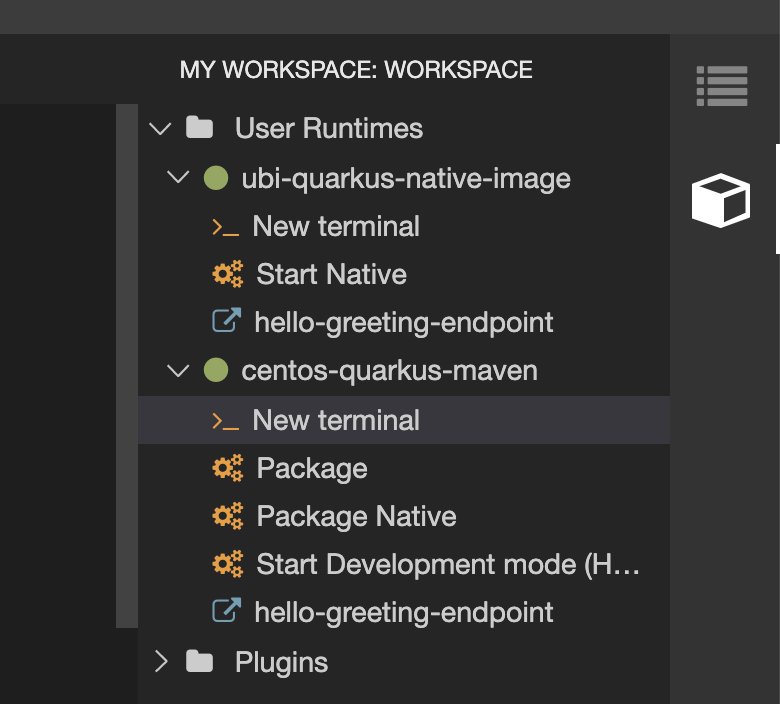 MY WORKSPACE: WORKSPACE
User Runtimes
ubi-quarkus-native-image
New terminal
Start Native
hello-greeting-endpoint
centos-quarkus-maven
New terminal
Package
Package Native
Start Development mode (H...
hello-greeting-endpoint
Plugins